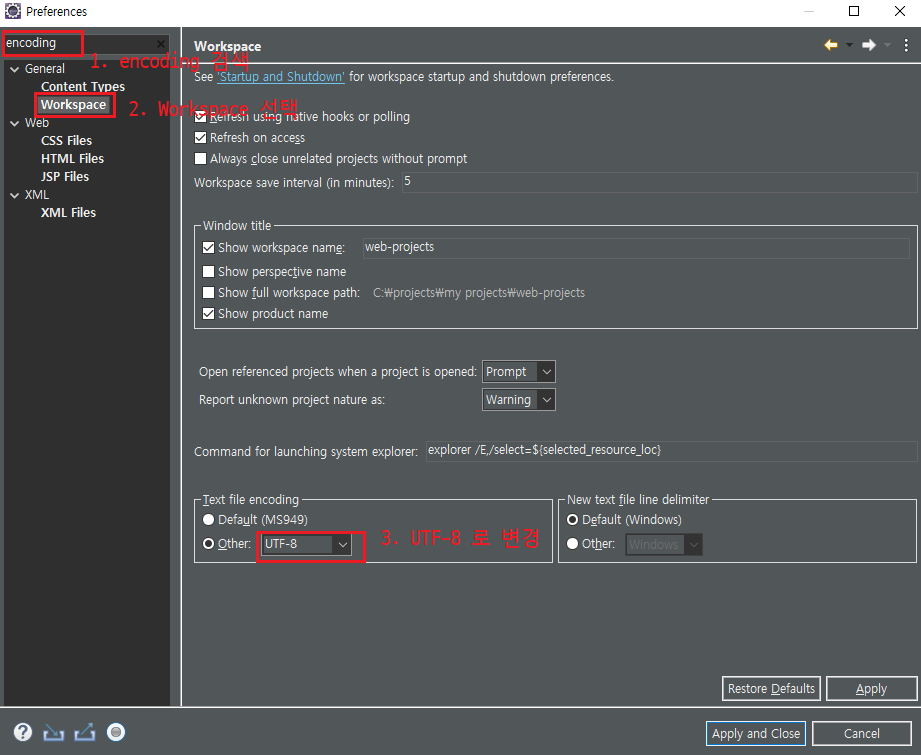 Preferences
encoding
1. encoding 검색
General
Content Types
Workspace
2. Workspace 선택
Web
CSS Files
HTML Files
JSP Files
XML
XML Files
Workspace
See 'Startup and Shutdown' for workspace startup and shutdown preferences.
Refresh using native hooks or polling
Refresh on access
Always close unrelated projects without prompt
Workspace save interval (in minutes): 5
Window title
Show workspace name: web-projects
Show perspective name
Show full workspace path: C:₩projects₩my projects₩web-projects
Show product name
Open referenced projects when a project is opened: Prompt
Report unknown project nature as: Warning
Command for launching system explorer: explorer /E,/select=${selected_resource_loc}
Text file encoding
Default (MS949)
Other: UTF-8
3. UTF-8 로 변경
New text file line delimiter
Default (Windows)
Other: Windows
Restore Defaults
Apply
Apply and Close
Cancel